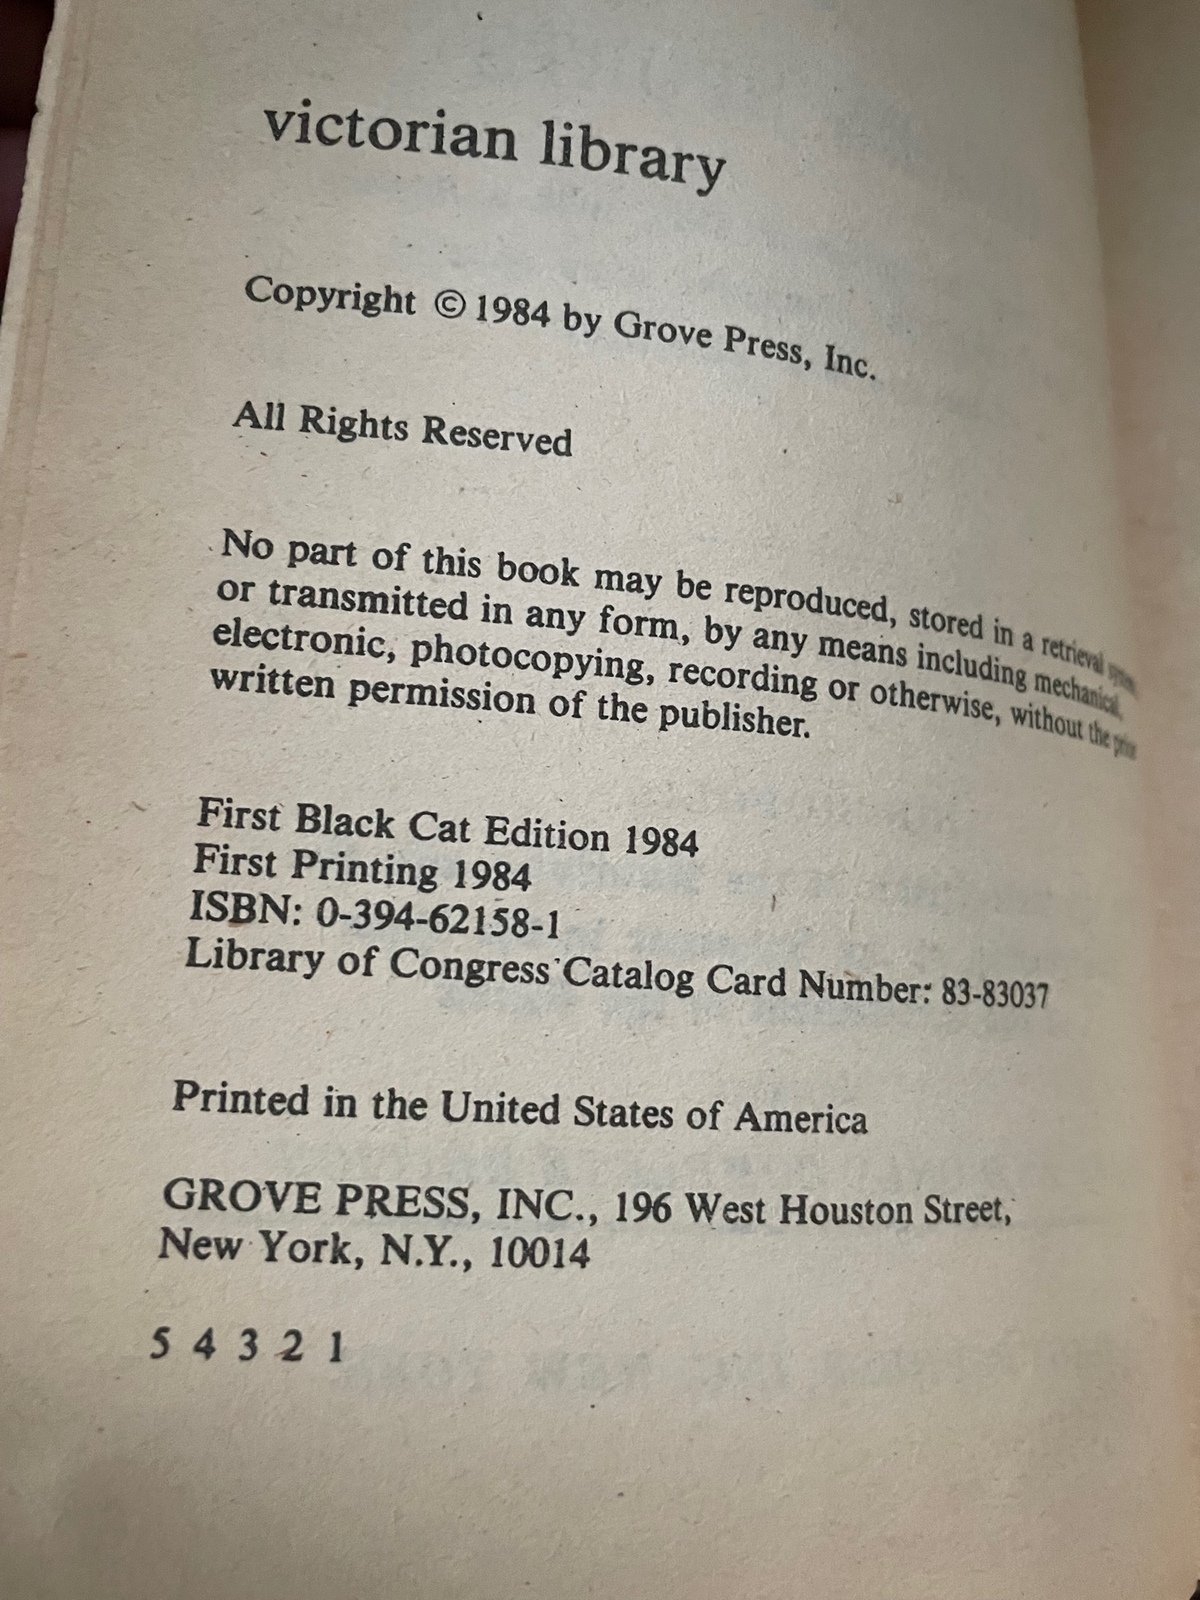 victorian library
Copyright © 1984 by Grove Press, Inc.
All Rights Reserved
No part of this book may be reproduced, stored in a retrieval system
or transmitted in any form, by any means including mechanical,
electronic, photocopying, recording or otherwise, without the prior
written permission of the publisher.
First Black Cat Edition 1984
First Printing 1984
ISBN: 0-394-62158-1
Library of Congress Catalog Card Number: 83-83037
Printed in the United States of America
GROVE PRESS, INC., 196 West Houston Street,
New York, N.Y., 10014
5 4 3 2 1